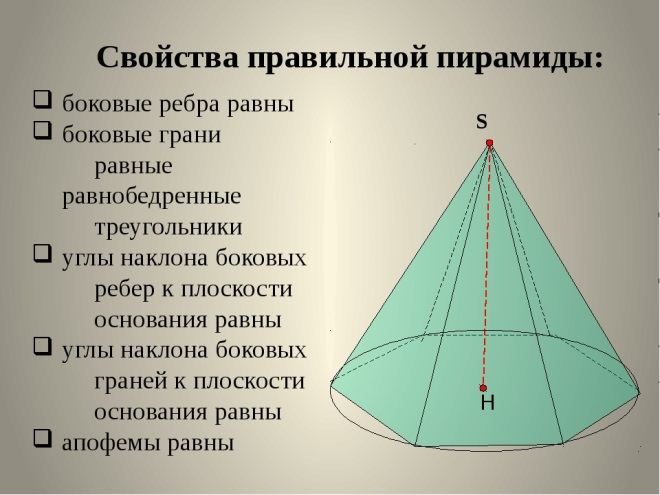 Свойства правильной пирамиды:
боковые ребра равны
боковые грани
равные
равнобедренные
треугольники
углы наклона боковых
ребер к плоскости
основания равны
углы наклона боковых
граней к плоскости
основания равны
апофемы равны
S
H